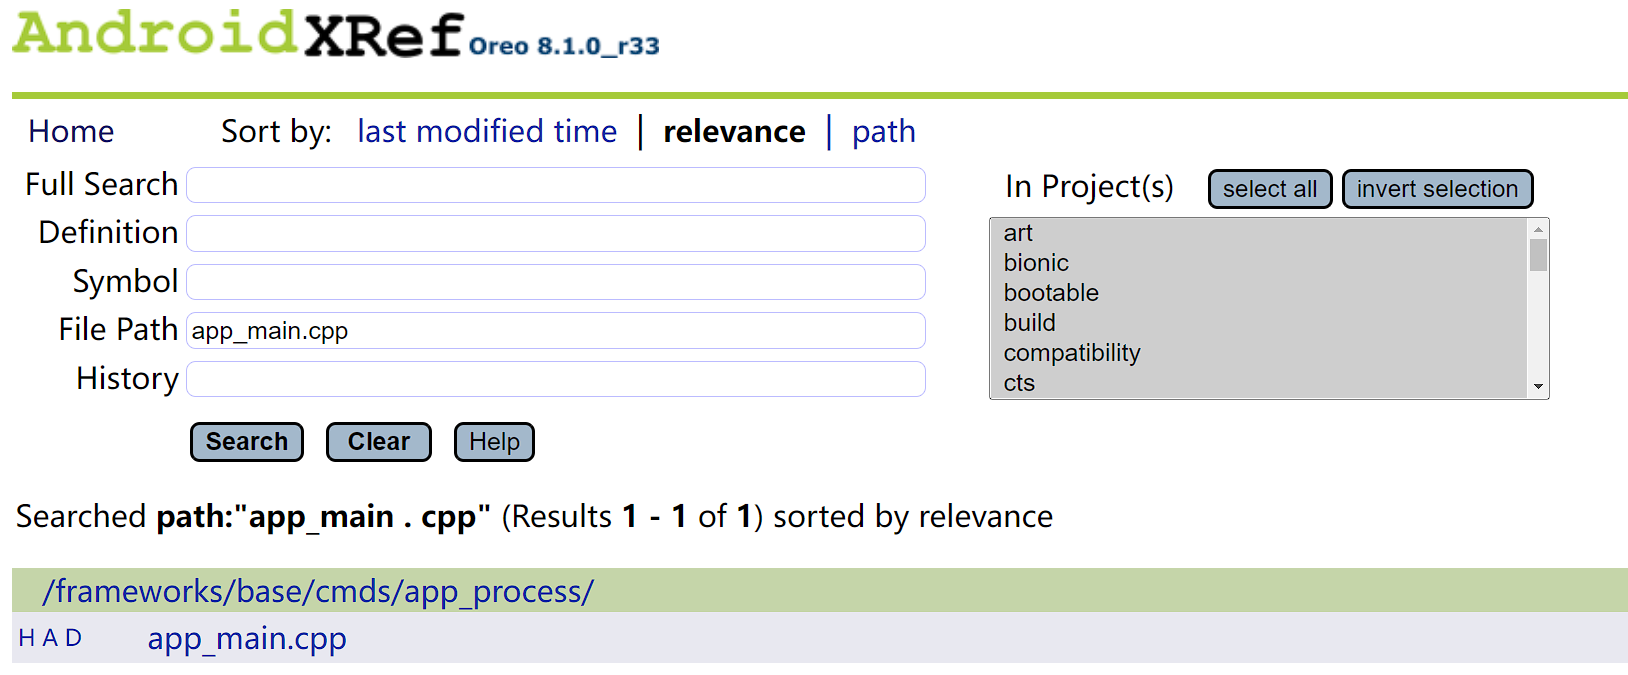 AndroidXRef Oreo 8.1.0_r33
Home Sort by: last modified time | relevance | path
Full Search
Definition
Symbol
File Path app_main.cpp
History
Search Clear Help
In Project(s) select all invert selection
art
bionic
bootable
build
compatibility
cts
Searched path:"app_main . cpp" (Results 1 - 1 of 1) sorted by relevance
/frameworks/base/cmds/app_process/
H A D app_main.cpp